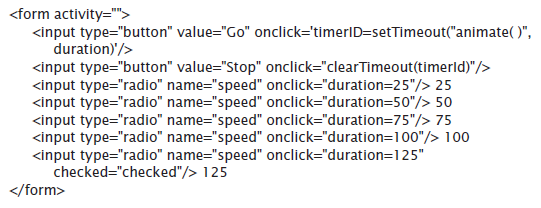 <form activity="">
<input type="button" value="Go" onclick='timerID=setTimeout("animate( )",
duration)'/>
<input type="button" value="Stop" onclick="clearTimeout(timerId)"/>
<input type="radio" name="speed" onclick="duration=25"/> 25
<input type="radio" name="speed" onclick="duration=50"/> 50
<input type="radio" name="speed" onclick="duration=75"/> 75
<input type="radio" name="speed" onclick="duration=100"/> 100
<input type="radio" name="speed" onclick="duration=125"
checked="checked"/> 125
</form>